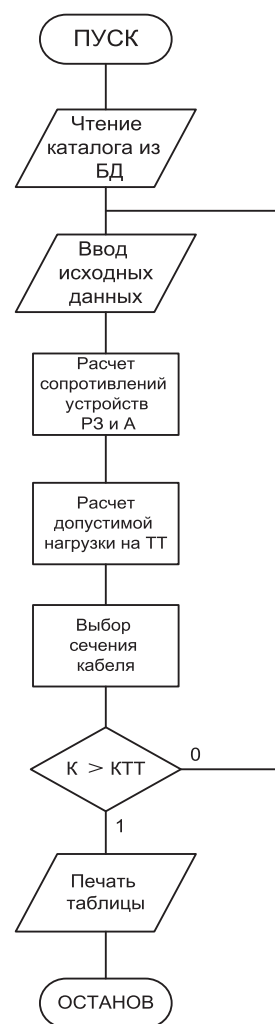 ПУСК
Чтение
каталога из
БД
Ввод
исходных
данных
Расчет
сопротивлений
устройств
РЗ и А
Расчет
допустимой
нагрузки на ТТ
Выбор
сечения
кабеля
К > КТТ
0
1
Печать
таблицы
ОСТАНОВ